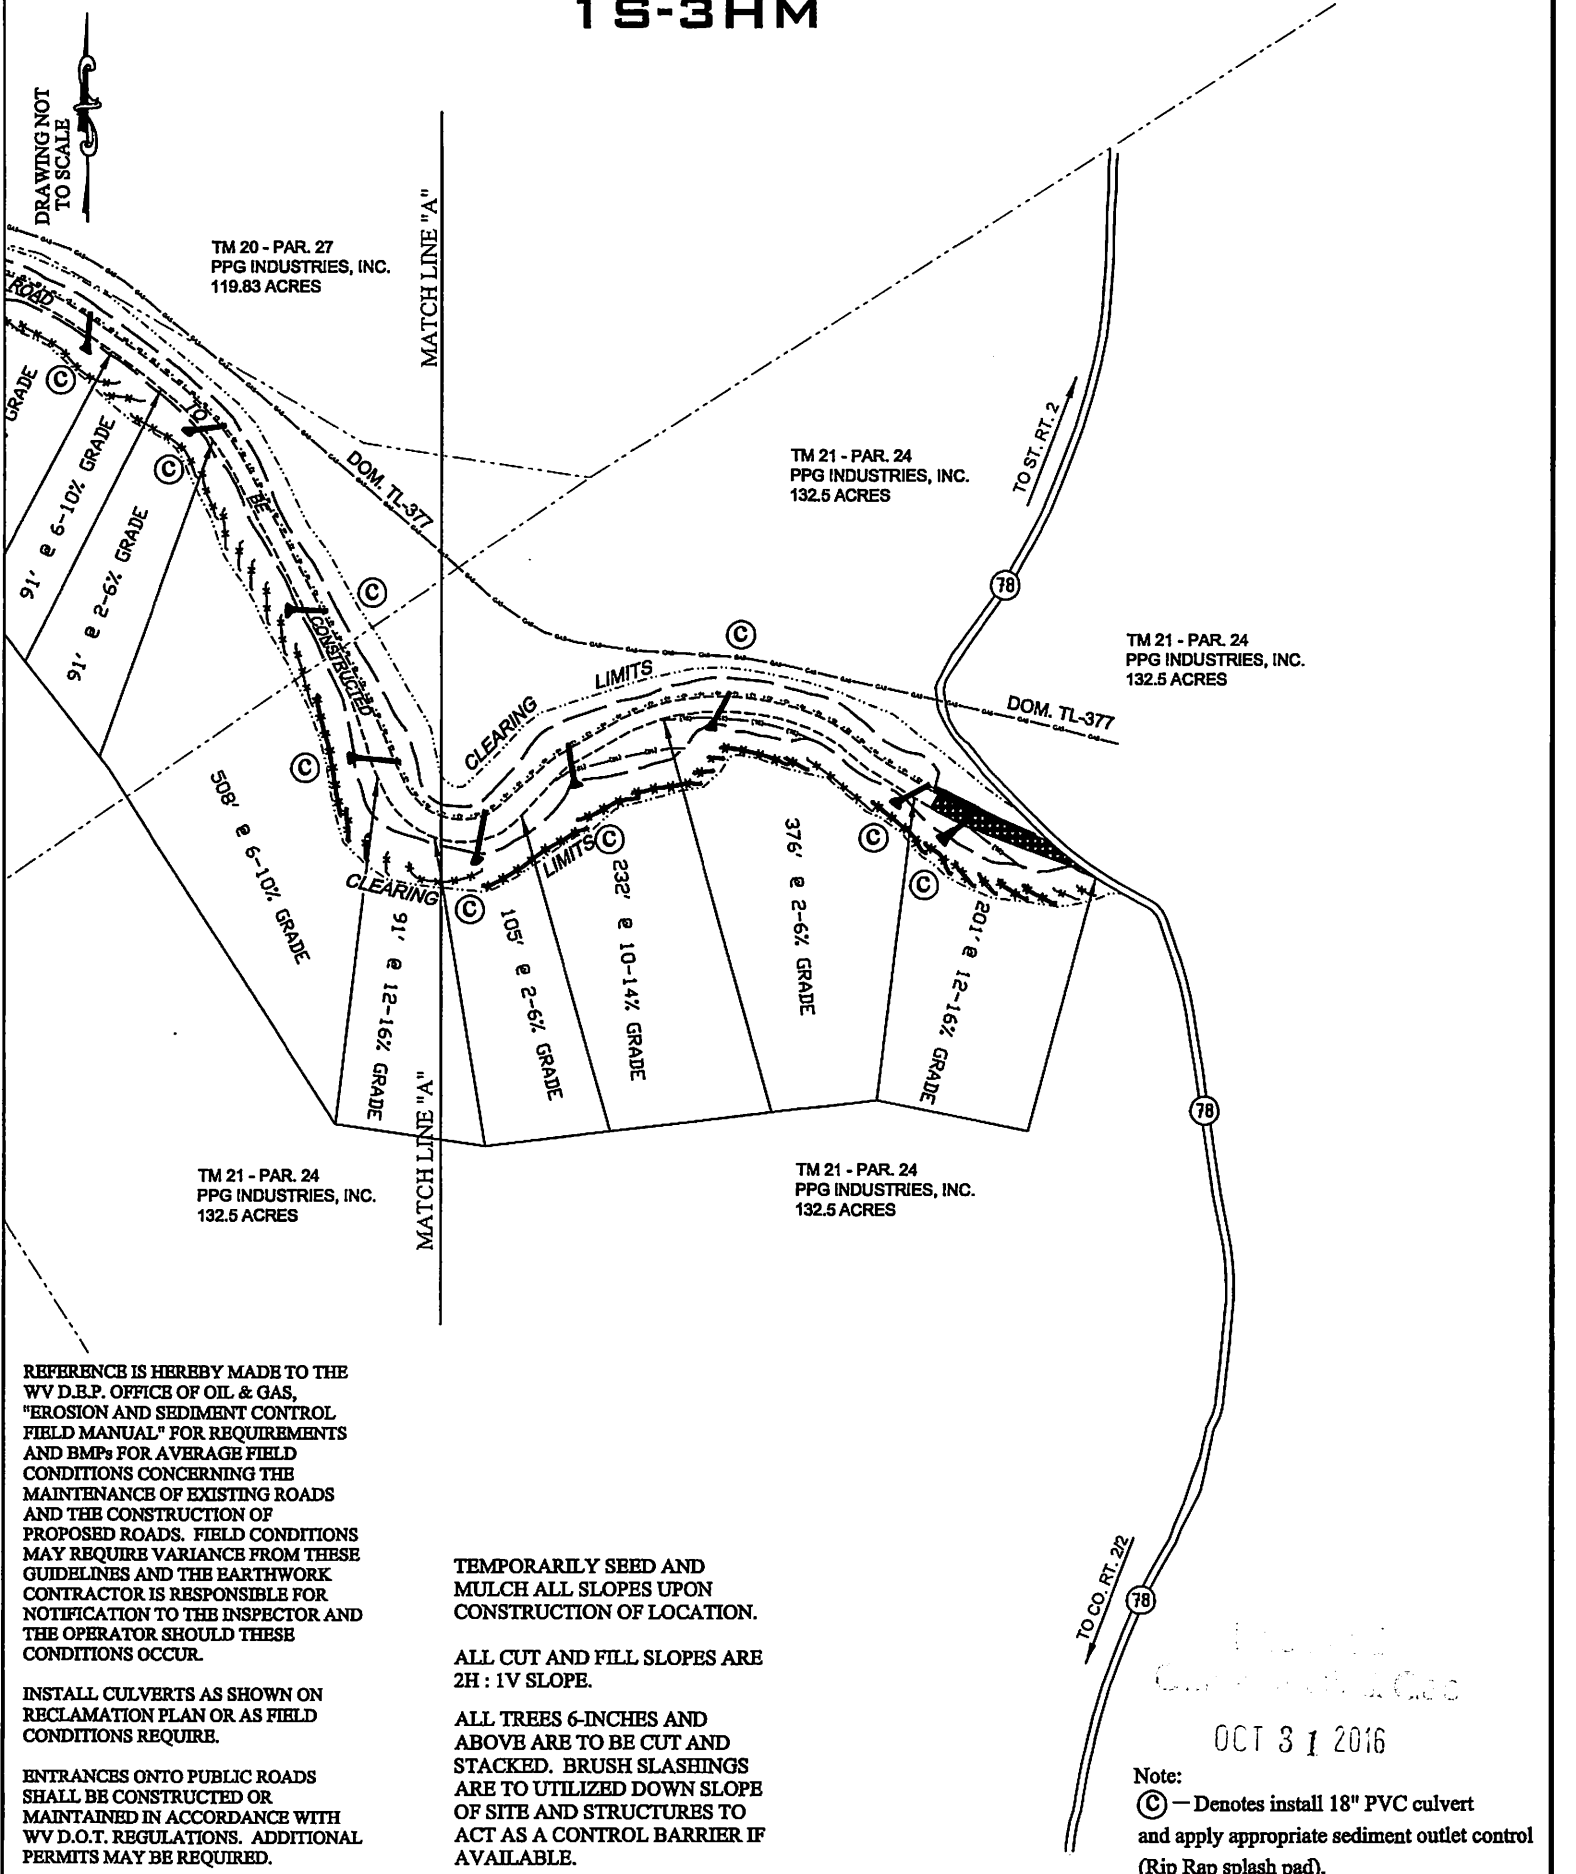 1S-3HM
DRAWING NOT
TO SCALE
TM 20 - PAR. 27
PPG INDUSTRIES, INC.
119.83 ACRES
MATCH LINE "A"
ROAD
TO
BE
CONSTRUCTED
GRADE
91' @ 6-10% GRADE
91' @ 2-6% GRADE
DOM. TL-377
TM 21 - PAR. 24
PPG INDUSTRIES, INC.
132.5 ACRES
TO ST. RT. 2
78
TM 21 - PAR. 24
PPG INDUSTRIES, INC.
132.5 ACRES
DOM. TL-377
CLEARING LIMITS
CLEARING LIMITS
C
C
C
C
C
C
C
C
C
508' @ 6-10% GRADE
91' @ 12-16% GRADE
105' @ 2-6% GRADE
232' @ 10-14% GRADE
376' @ 2-6% GRADE
201' @ 12-16% GRADE
78
MATCH LINE "A"
TM 21 - PAR. 24
PPG INDUSTRIES, INC.
132.5 ACRES
TM 21 - PAR. 24
PPG INDUSTRIES, INC.
132.5 ACRES
REFERENCE IS HEREBY MADE TO THE
WV D.E.P. OFFICE OF OIL & GAS,
"EROSION AND SEDIMENT CONTROL
FIELD MANUAL" FOR REQUIREMENTS
AND BMPs FOR AVERAGE FIELD
CONDITIONS CONCERNING THE
MAINTENANCE OF EXISTING ROADS
AND THE CONSTRUCTION OF
PROPOSED ROADS. FIELD CONDITIONS
MAY REQUIRE VARIANCE FROM THESE
GUIDELINES AND THE EARTHWORK
CONTRACTOR IS RESPONSIBLE FOR
NOTIFICATION TO THE INSPECTOR AND
THE OPERATOR SHOULD THESE
CONDITIONS OCCUR.
INSTALL CULVERTS AS SHOWN ON
RECLAMATION PLAN OR AS FIELD
CONDITIONS REQUIRE.
ENTRANCES ONTO PUBLIC ROADS
SHALL BE CONSTRUCTED OR
MAINTAINED IN ACCORDANCE WITH
WV D.O.T. REGULATIONS. ADDITIONAL
PERMITS MAY BE REQUIRED.
TEMPORARILY SEED AND
MULCH ALL SLOPES UPON
CONSTRUCTION OF LOCATION.
ALL CUT AND FILL SLOPES ARE
2H : 1V SLOPE.
ALL TREES 6-INCHES AND
ABOVE ARE TO BE CUT AND
STACKED. BRUSH SLASHINGS
ARE TO UTILIZED DOWN SLOPE
OF SITE AND STRUCTURES TO
ACT AS A CONTROL BARRIER IF
AVAILABLE.
TO CO. RT. 2/2
78
OCT 31 2016
Note:
C — Denotes install 18" PVC culvert
and apply appropriate sediment outlet control
(Rip Rap splash pad).